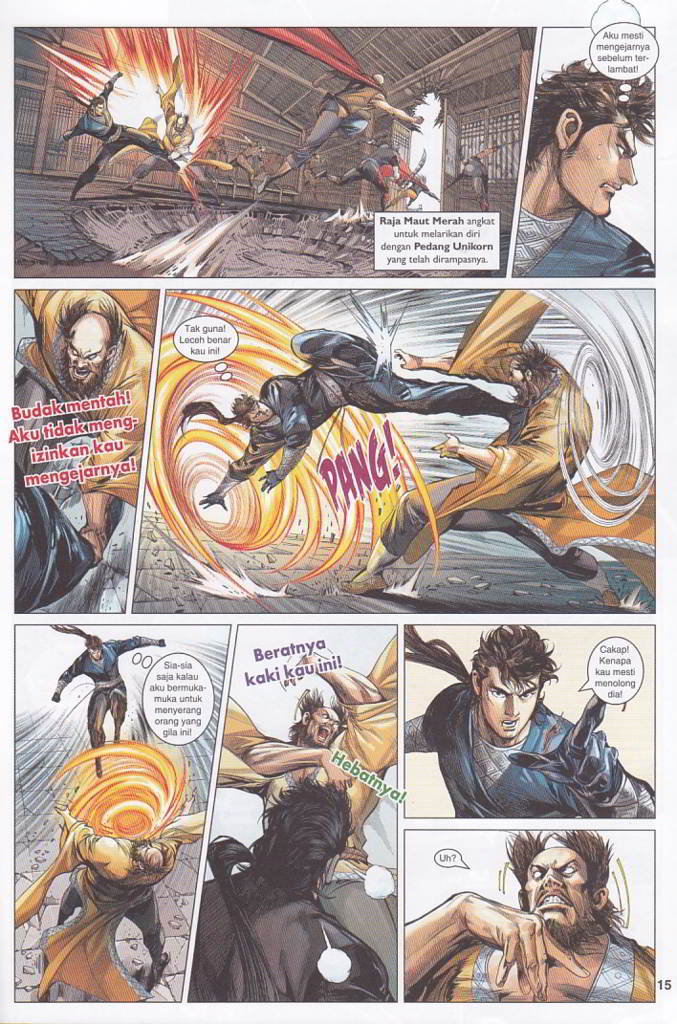 Aku mesti
mengejarnya
sebelum ter-
lambat!
Raja Maut Merah angkat
untuk melarikan diri
dengan Pedang Unikorn
yang telah dirampasnya.
Budak mentah!
Aku tidak meng-
izinkan kau
mengejarnya!
Tak guna!
Leceh benar
kau ini!
PANG!
Sia-sia
saja kalau
aku bermuka-
muka untuk
menyerang
orang yang
gila ini!
Beratnya
kaki kau ini!
Hebatnya!
Cakap!
Kenapa
kau mesti
menolong
dia!
Uh?
15